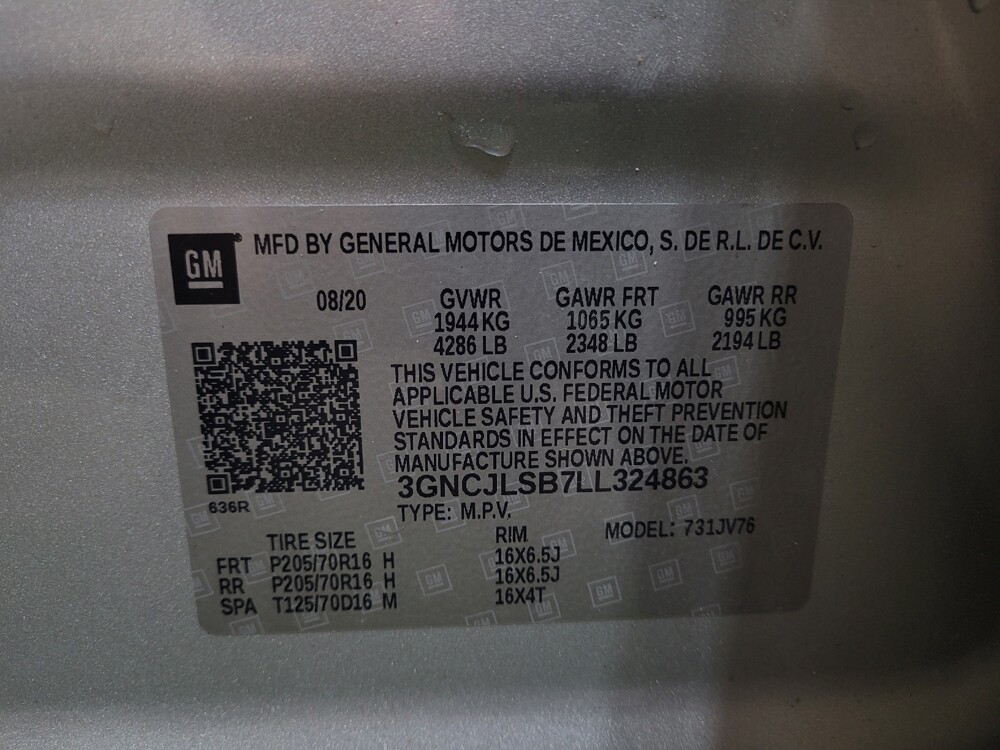 GM® MFD BY GENERAL MOTORS DE MEXICO, S. DE R.L. DE C.V.
08/20 GVWR GAWR FRT GAWR RR
1944 KG 1065 KG 995 KG
4286 LB 2348 LB 2194 LB
THIS VEHICLE CONFORMS TO ALL
APPLICABLE U.S. FEDERAL MOTOR
VEHICLE SAFETY AND THEFT PREVENTION
STANDARDS IN EFFECT ON THE DATE OF
MANUFACTURE SHOWN ABOVE.
3GNCJLSB7LL324863
636R
TYPE: M.P.V. MODEL: 731JV76
TIRE SIZE RIM
FRT P205/70R16 H 16X6.5J
RR P205/70R16 H 16X6.5J
SPA T125/70D16 M 16X4T